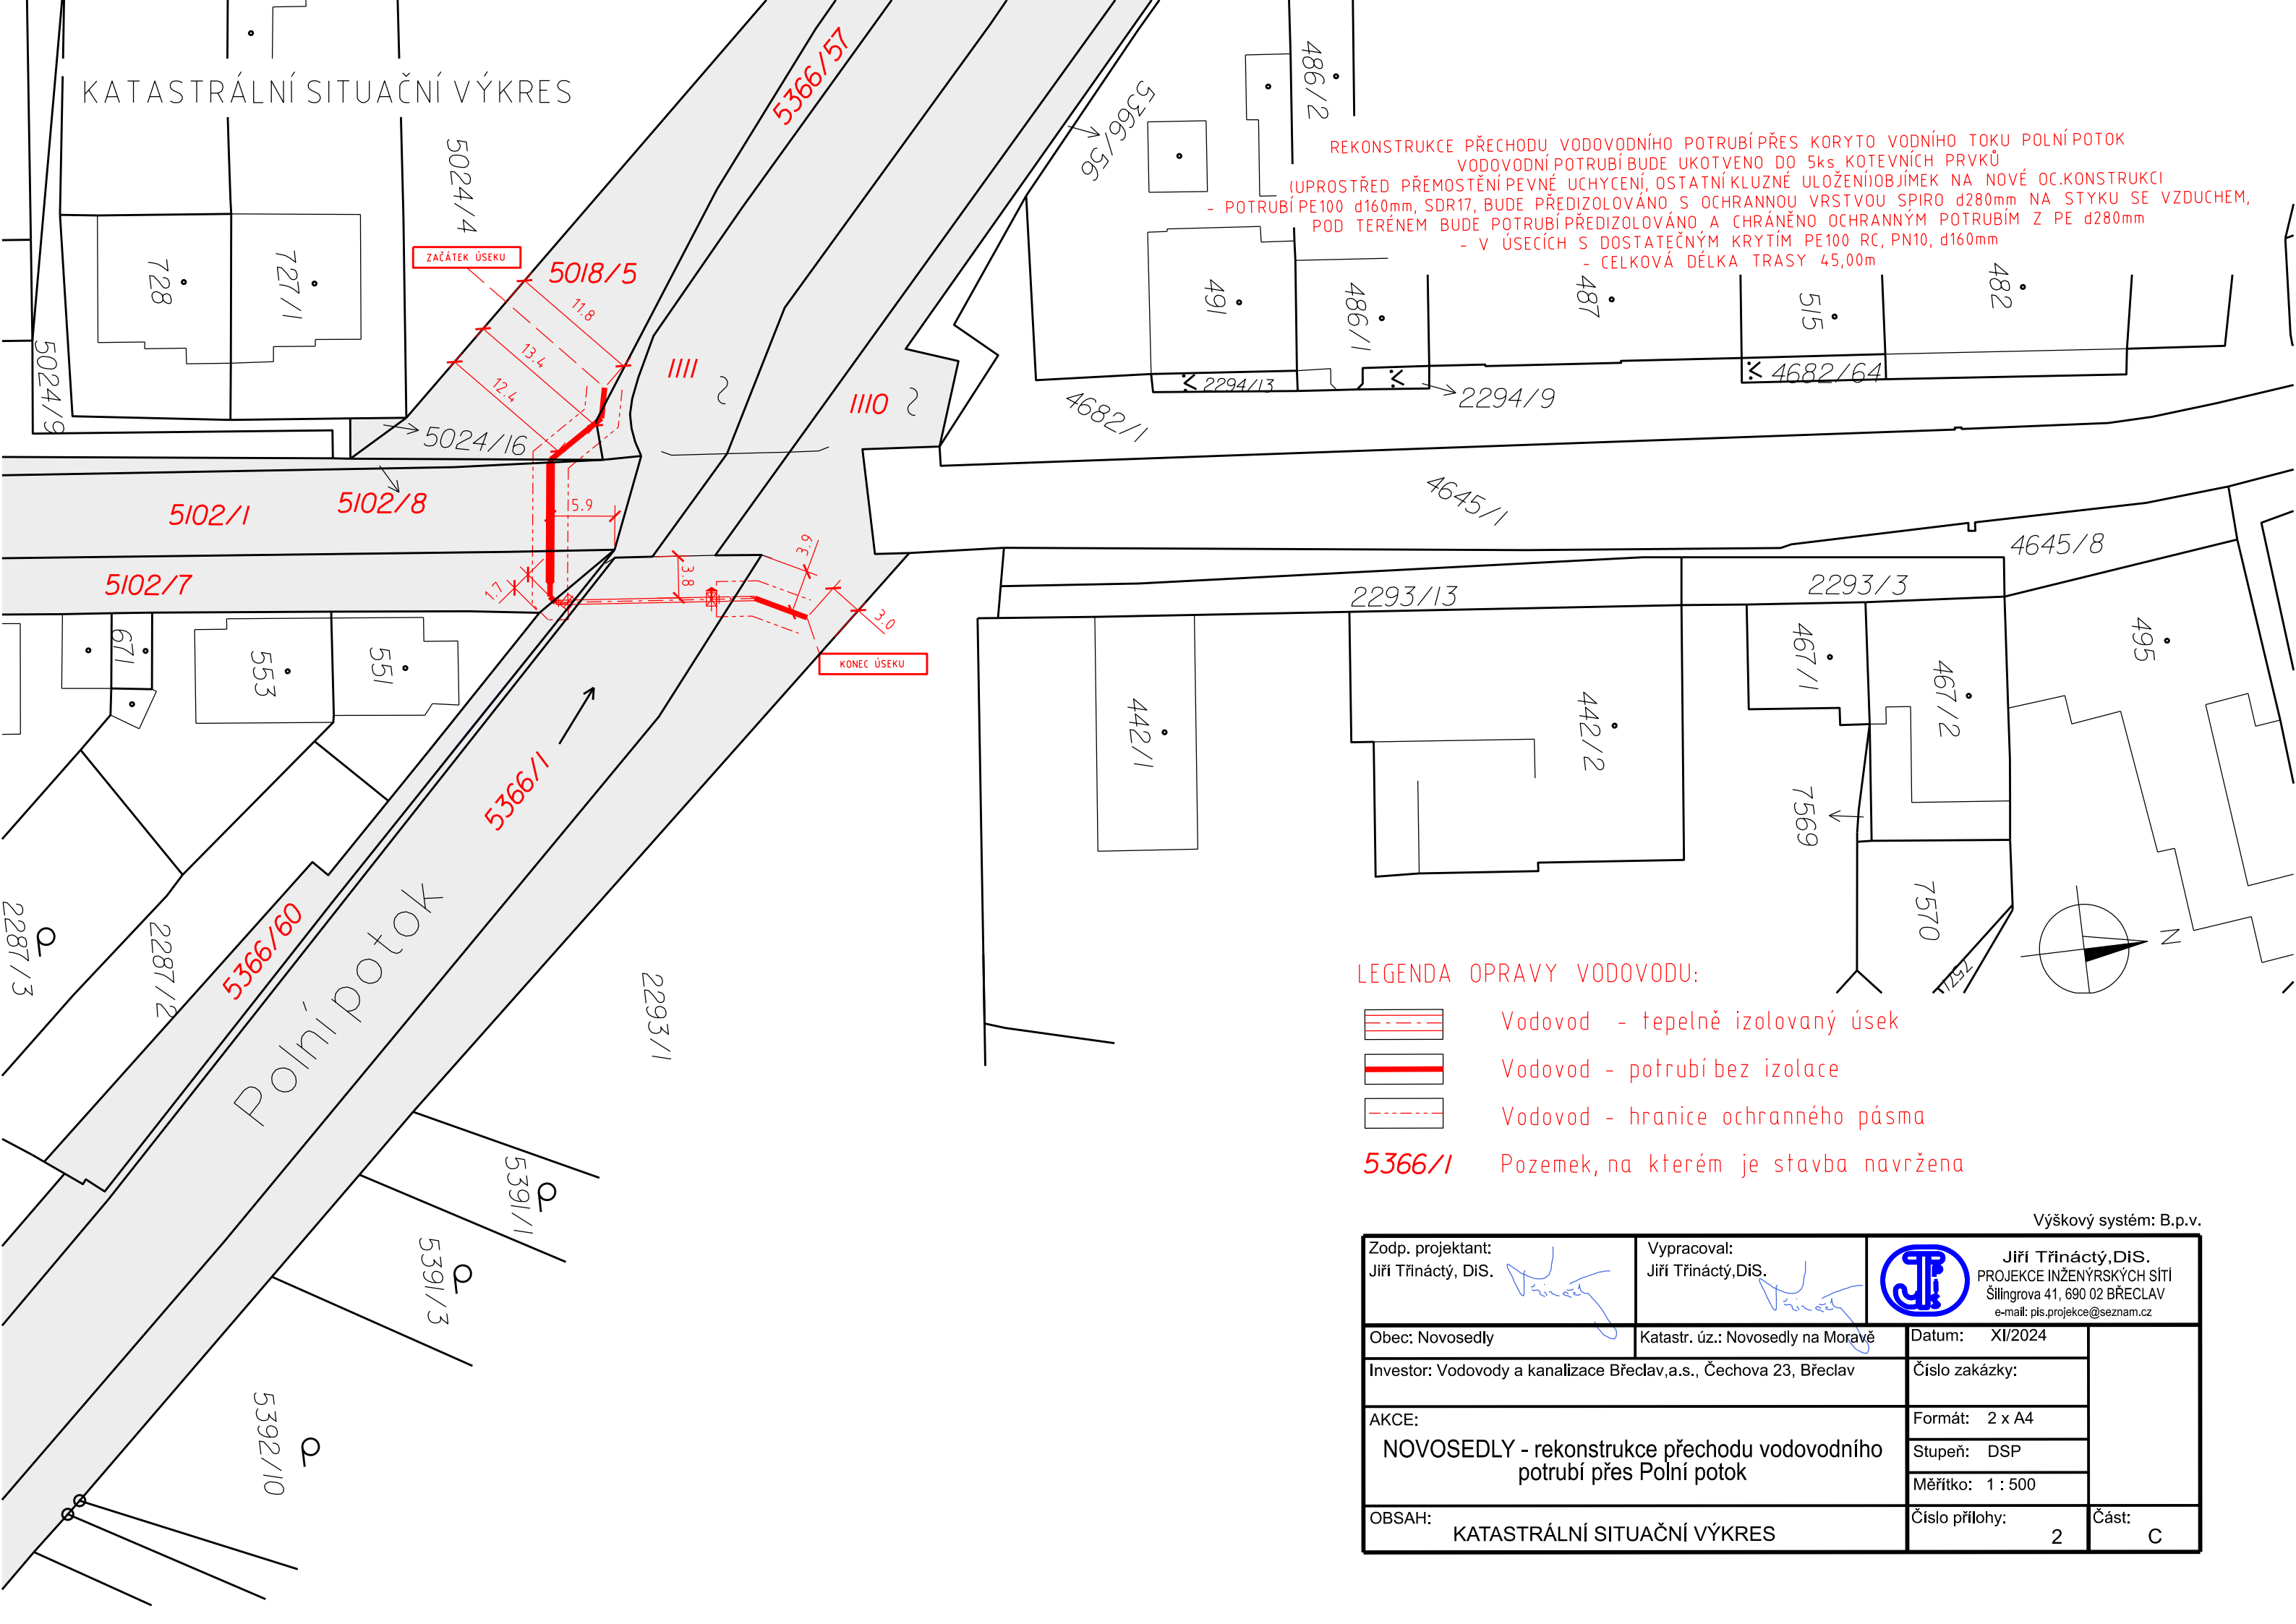 KATASTRÁLNÍ SITUAČNÍ VÝKRES
5366/57
5366/56
486/2
5024/4
REKONSTRUKCE PŘECHODU VODOVODNÍHO POTRUBÍ PŘES KORYTO VODNÍHO TOKU POLNÍ POTOK
VODOVODNÍ POTRUBÍ BUDE UKOTVENO DO 5ks KOTEVNÍCH PRVKŮ
(UPROSTŘED PŘEMOSTĚNÍ PEVNÉ UCHYCENÍ, OSTATNÍ KLUZNÉ ULOŽENÍ)OBJÍMEK NA NOVÉ OC.KONSTRUKCI
- POTRUBÍ PE100 d160mm, SDR17, BUDE PŘEDIZOLOVÁNO S OCHRANNOU VRSTVOU SPIRO d280mm NA STYKU SE VZDUCHEM,
POD TERÉNEM BUDE POTRUBÍ PŘEDIZOLOVÁNO A CHRÁNĚNO OCHRANNÝM POTRUBÍM Z PE d280mm
- V ÚSECÍCH S DOSTATEČNÝM KRYTÍM PE100 RC, PN10, d160mm
- CELKOVÁ DÉLKA TRASY 45,00m
ZAČÁTEK ÚSEKU
5018/5
728
727/1
491
486/1
487
515
482
11.8
13.4
12.4
5024/9
1111
1110
2294/13
2294/9
4682/64
4682/1
5024/16
5102/1
5102/8
5.9
4645/1
4645/8
5102/7
1.7
3.8
3.9
3.0
2293/13
2293/3
KONEC ÚSEKU
671
553
551
467/1
467/2
495
442/1
442/2
5366/1
7569
5366/60
Polní potok
2287/3
2287/2
2293/1
7570
7571
N
LEGENDA OPRAVY VODOVODU:
Vodovod - tepelně izolovaný úsek
Vodovod - potrubí bez izolace
Vodovod - hranice ochranného pásma
5366/1 Pozemek, na kterém je stavba navržena
5391/1
5391/3
5392/10
Výškový systém: B.p.v.
Zodp. projektant:
Jiří Třináctý, DiS.
Vypracoval:
Jiří Třináctý,DiS.
JT PIS
Jiří Třináctý,DiS.
PROJEKCE INŽENÝRSKÝCH SÍTÍ
Šilingrova 41, 690 02 BŘECLAV
e-mail: pis.projekce@seznam.cz
Obec: Novosedly
Katastr. úz.: Novosedly na Moravě
Datum: XI/2024
Investor: Vodovody a kanalizace Břeclav,a.s., Čechova 23, Břeclav
Číslo zakázky:
AKCE:
NOVOSEDLY - rekonstrukce přechodu vodovodního
potrubí přes Polní potok
Formát: 2 x A4
Stupeň: DSP
Měřítko: 1 : 500
OBSAH:
KATASTRÁLNÍ SITUAČNÍ VÝKRES
Číslo přílohy:
2
Část:
C